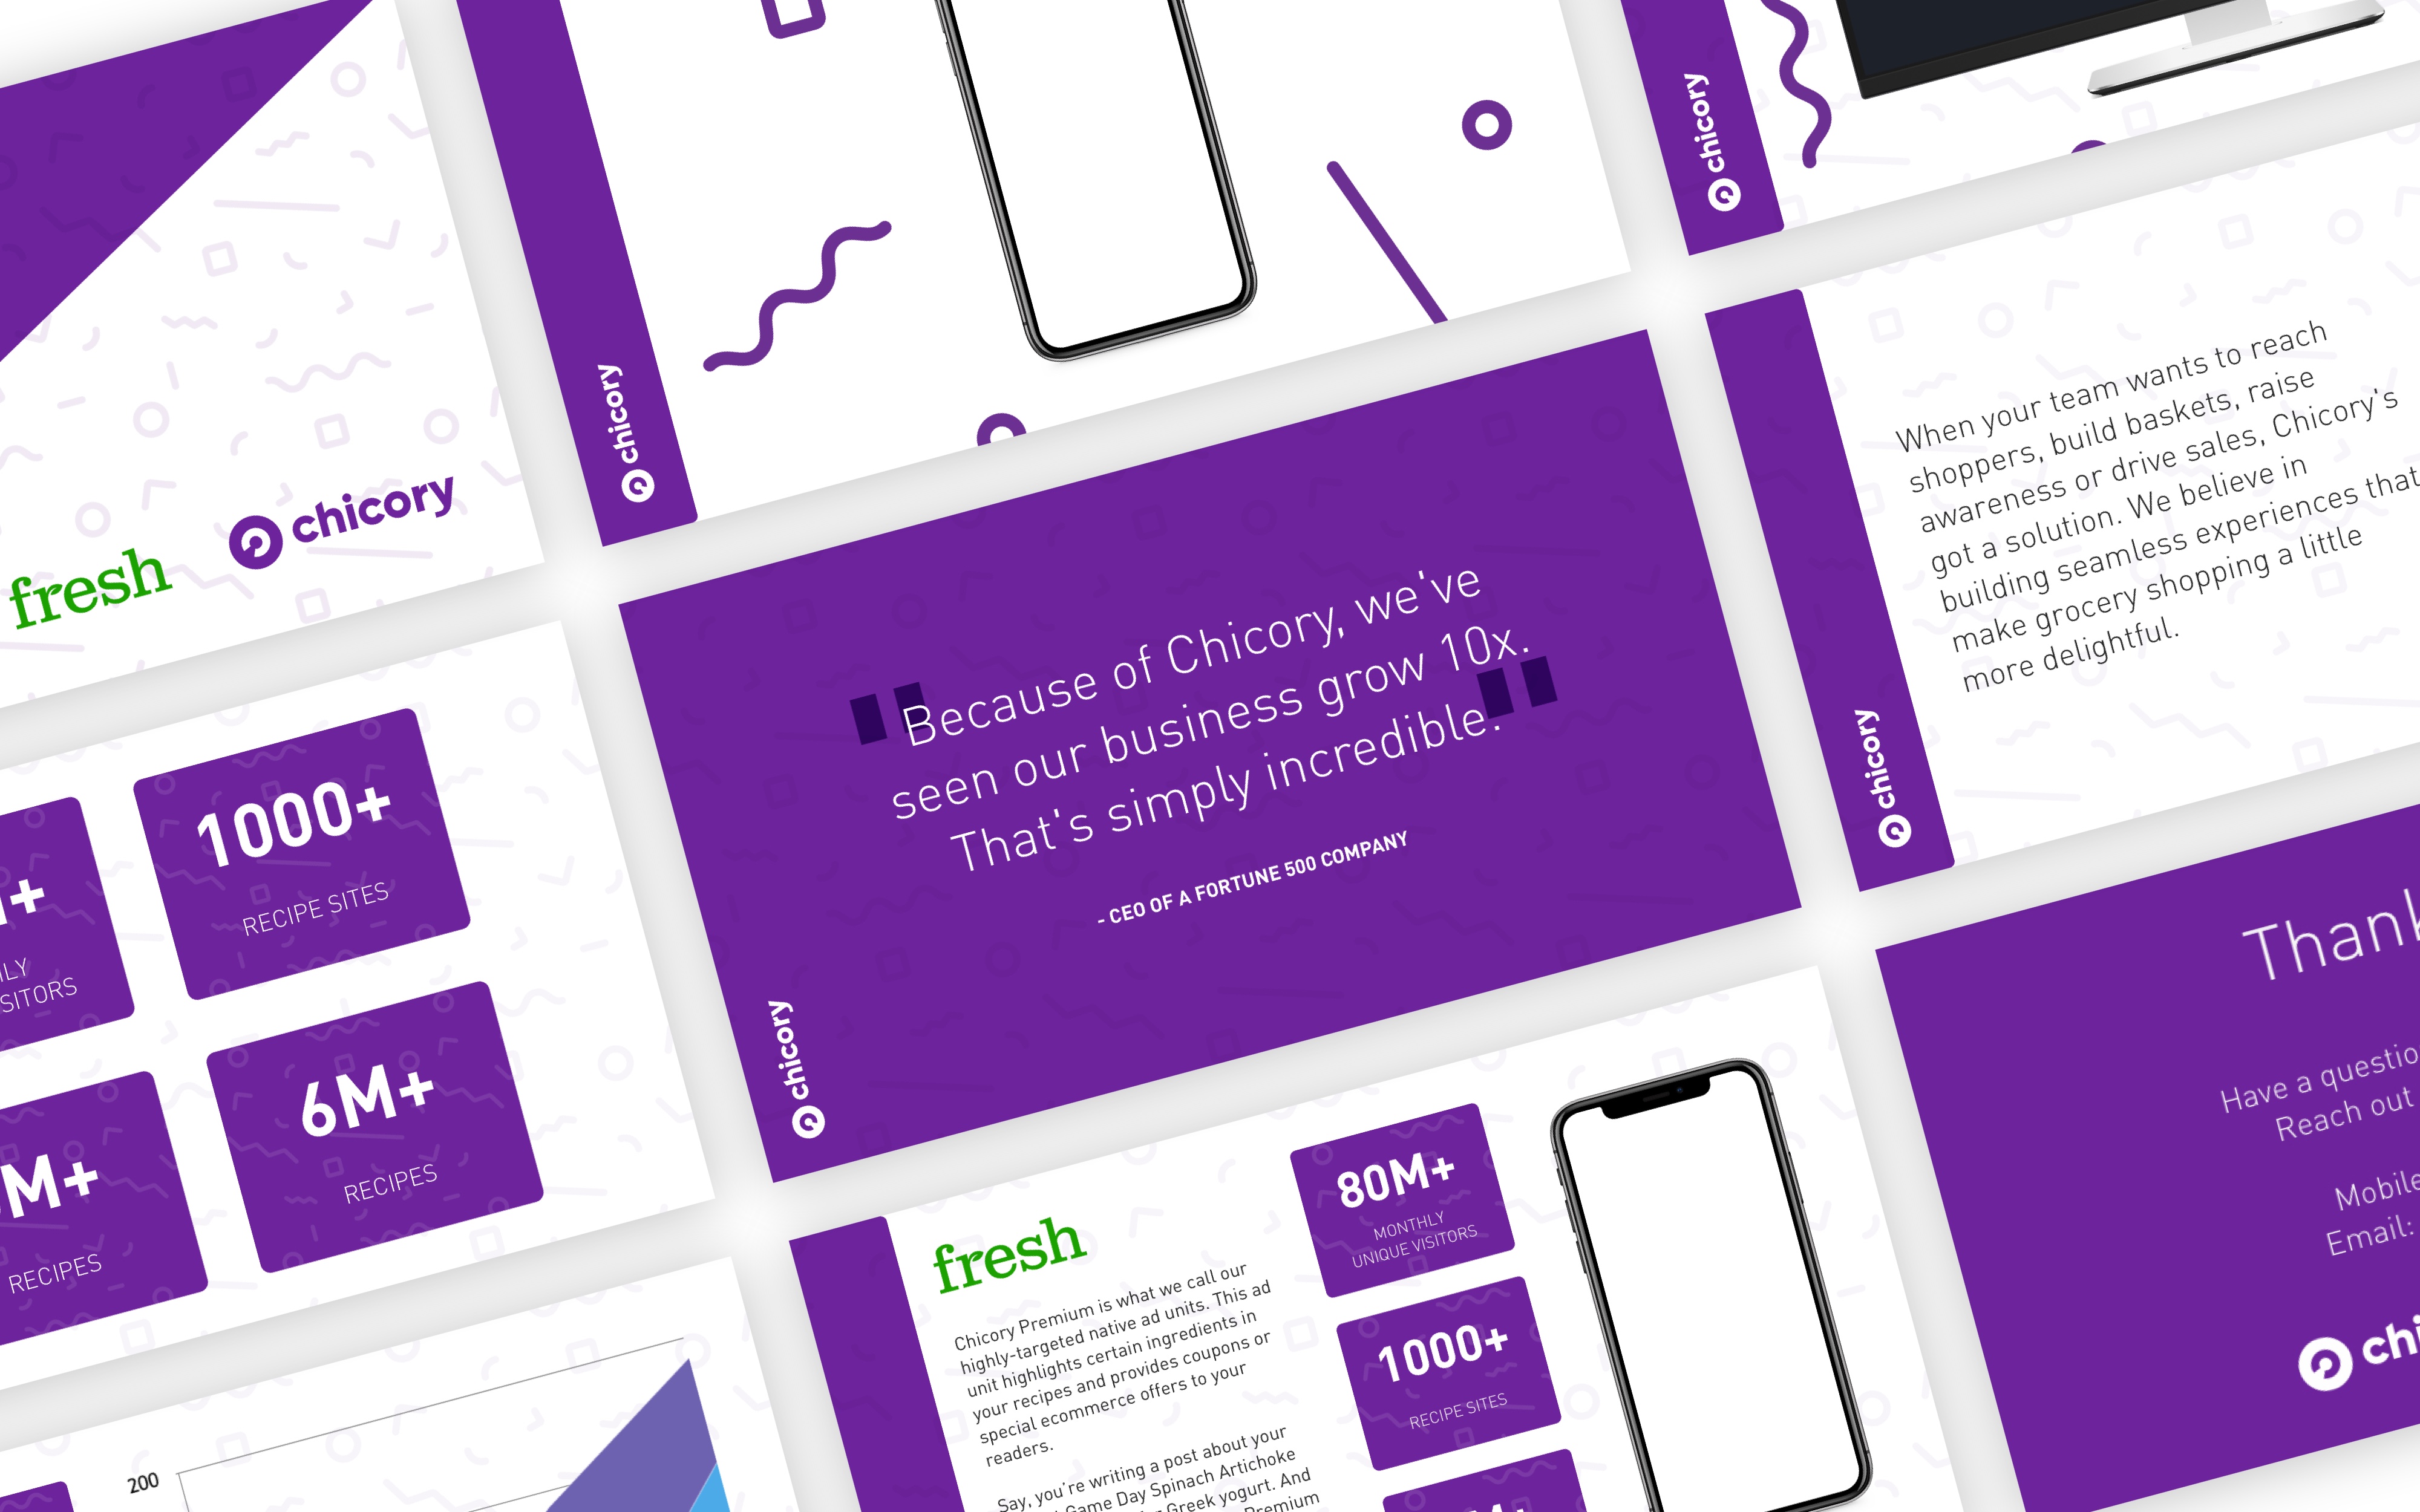 fresh
chicory
chicory
chicory
1000+
RECIPE SITES
6M+
RECIPES
M+
RECIPES
200
Because of Chicory, we've
seen our business grow 10x.
That's simply incredible.
- CEO OF A FORTUNE 500 COMPANY
chicory
When your team wants to reach
shoppers, build baskets, raise
awareness or drive sales, Chicory's
got a solution. We believe in
building seamless experiences that
make grocery shopping a little
more delightful.
chicory
fresh
Chicory Premium is what we call our
highly-targeted native ad units. This ad
unit highlights certain ingredients in
your recipes and provides coupons or
special ecommerce offers to your
readers.
Say, you're writing a post about your
Game Day Spinach Artichoke
Greek yogurt. And
Premium
80M+
MONTHLY
UNIQUE VISITORS
1000+
RECIPE SITES
Thank
Have a questio
Reach out
Mobile
Email:
chi